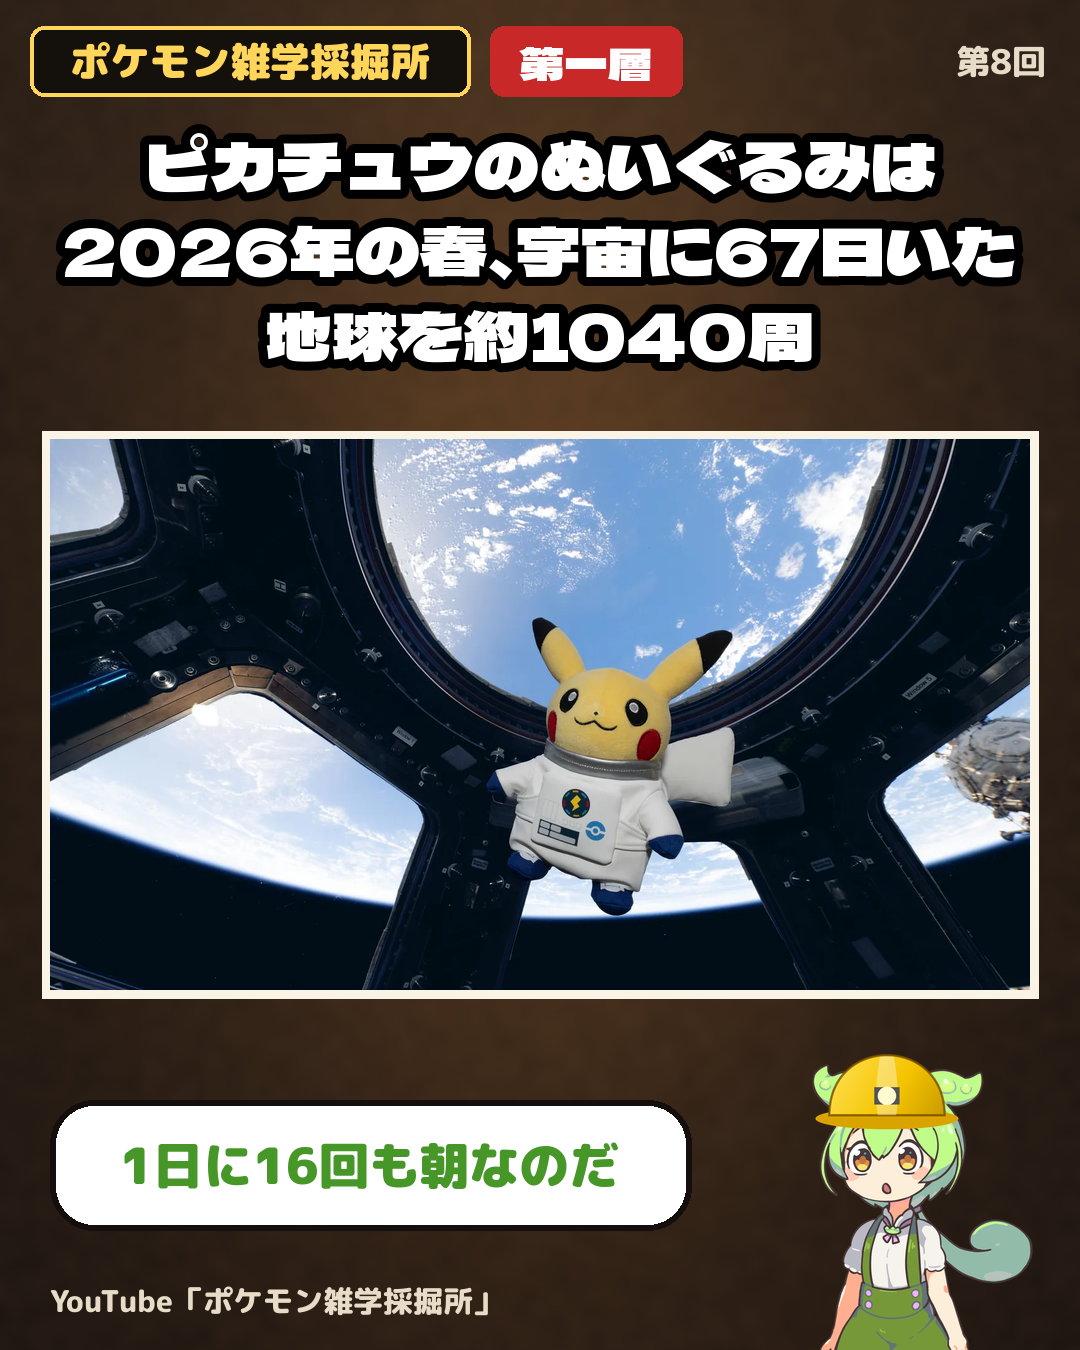 ポケモン雑学採掘所
第一層
第8回
ピカチュウのぬいぐるみは
2026年の春、宇宙に67日いた
地球を約1040周
Window 5
1日に16回も朝なのだ
YouTube「ポケモン雑学採掘所」